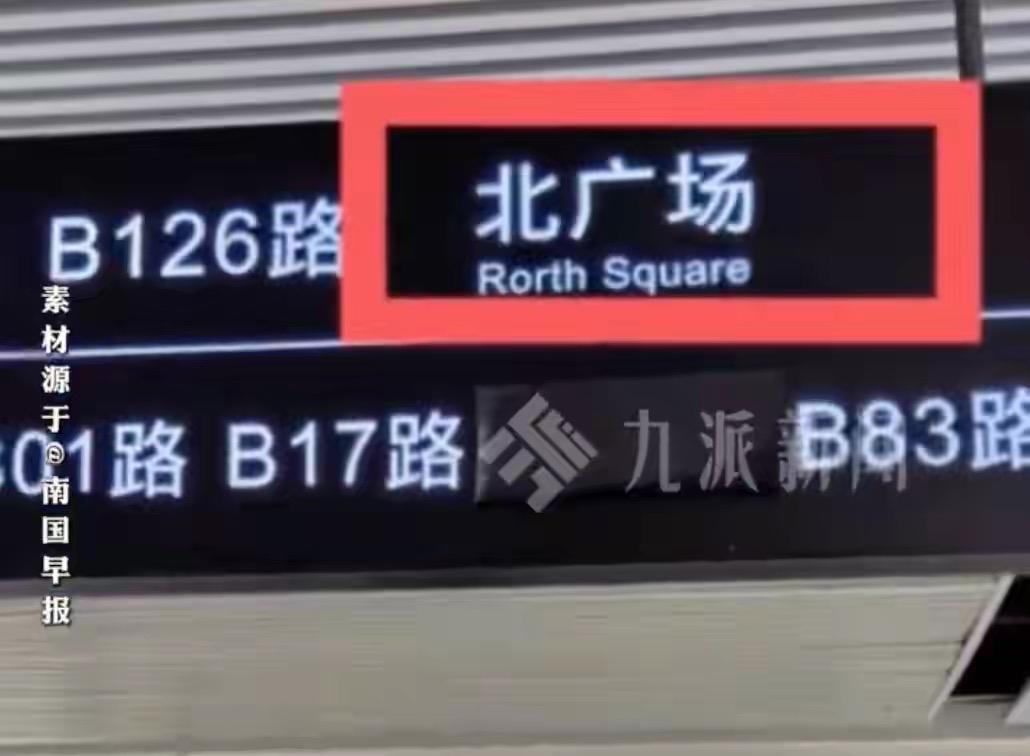 北广场
Rorth Square
B126路
01路 B17路 B83路
九派新闻
素材源于@南国早报